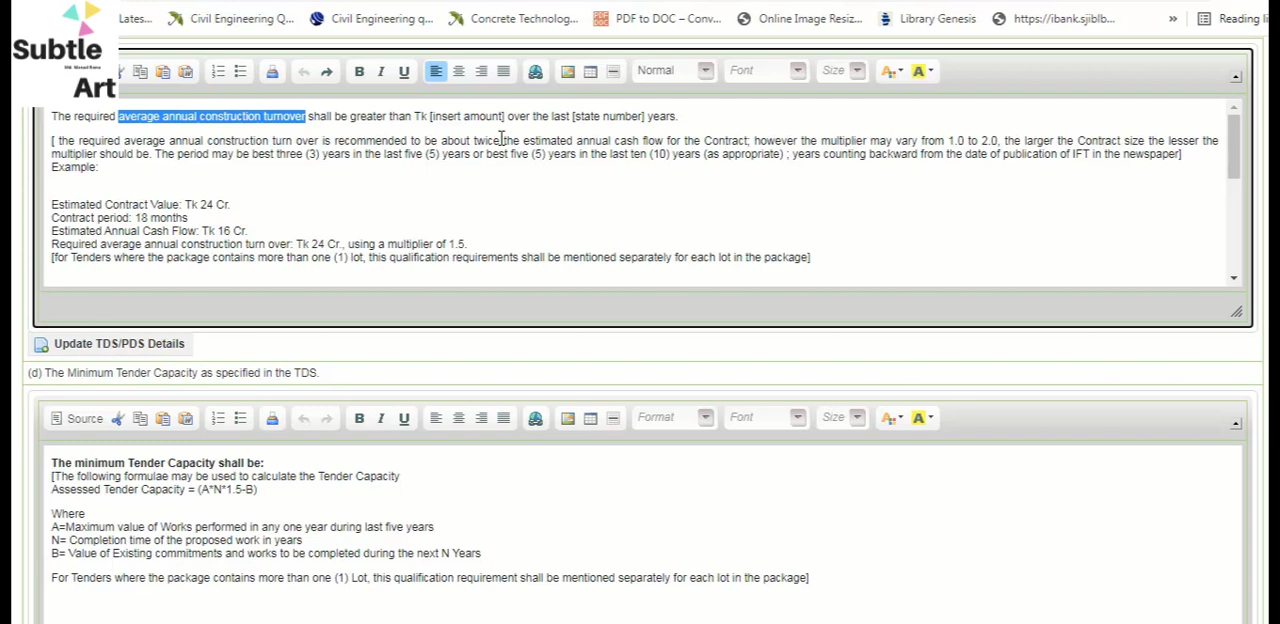 Lates...
Civil Engineering Q...
Civil Engineering q...
Concrete Technolog...
PDF to DOC – Conv...
Online Image Resiz...
Library Genesis
https://ibank.sjiblb...
»
Reading li
Subtle
Art
B I U
Normal
Font
Size
The required average annual construction turnover shall be greater than Tk [insert amount] over the last [state number] years.
[ the required average annual construction turn over is recommended to be about twice the estimated annual cash flow for the Contract; however the multiplier may vary from 1.0 to 2.0, the larger the Contract size the lesser the
multiplier should be. The period may be best three (3) years in the last five (5) years or best five (5) years in the last ten (10) years (as appropriate) ; years counting backward from the date of publication of IFT in the newspaper]
Example:
Estimated Contract Value: Tk 24 Cr.
Contract period: 18 months
Estimated Annual Cash Flow: Tk 16 Cr.
Required average annual construction turn over: Tk 24 Cr., using a multiplier of 1.5.
[for Tenders where the package contains more than one (1) lot, this qualification requirements shall be mentioned separately for each lot in the package]
Update TDS/PDS Details
(d) The Minimum Tender Capacity as specified in the TDS.
Source
B I U
Format
Font
Size
The minimum Tender Capacity shall be:
[The following formulae may be used to calculate the Tender Capacity
Assessed Tender Capacity = (A*N*1.5-B)
Where
A=Maximum value of Works performed in any one year during last five years
N= Completion time of the proposed work in years
B= Value of Existing commitments and works to be completed during the next N Years
For Tenders where the package contains more than one (1) Lot, this qualification requirement shall be mentioned separately for each lot in the package]